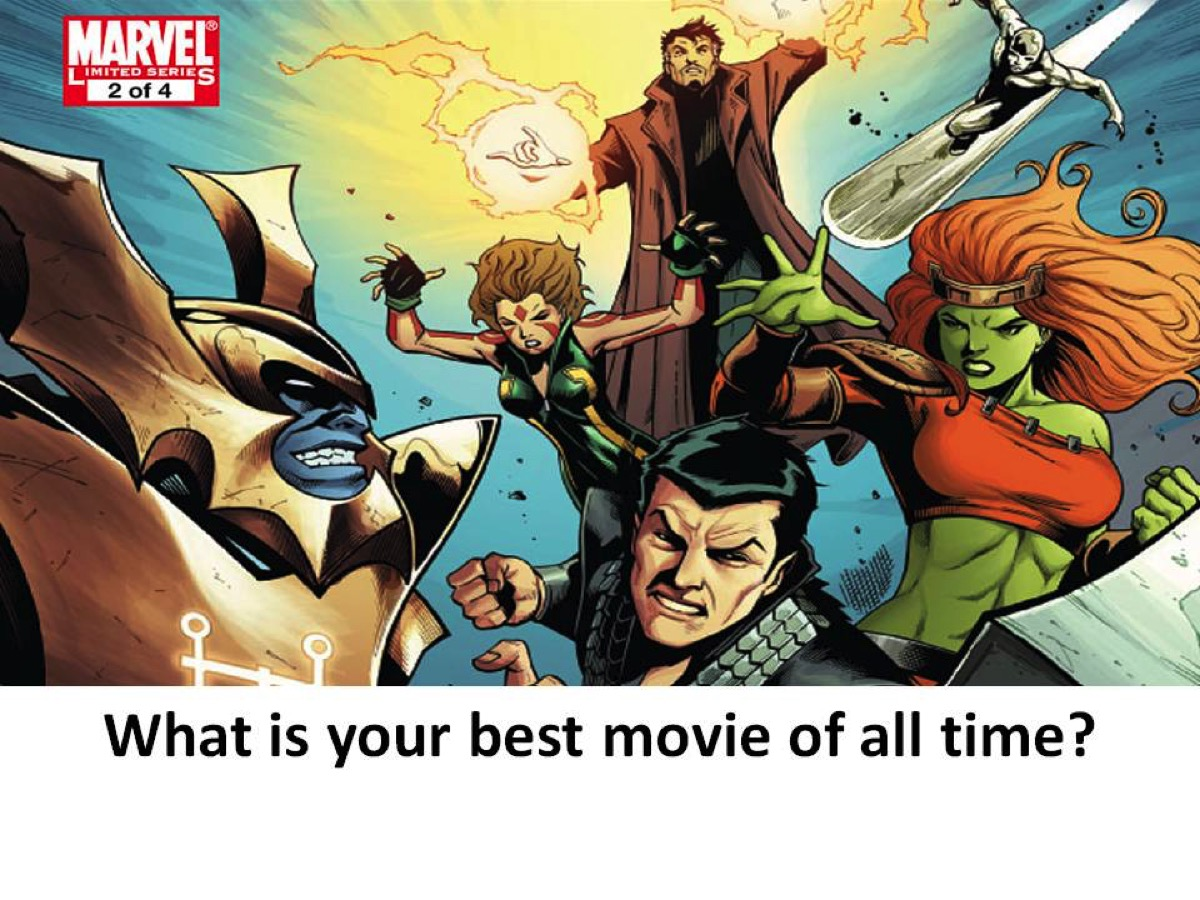 MARVEL®
LIMITED SERIES
2 of 4
What is your best movie of all time?